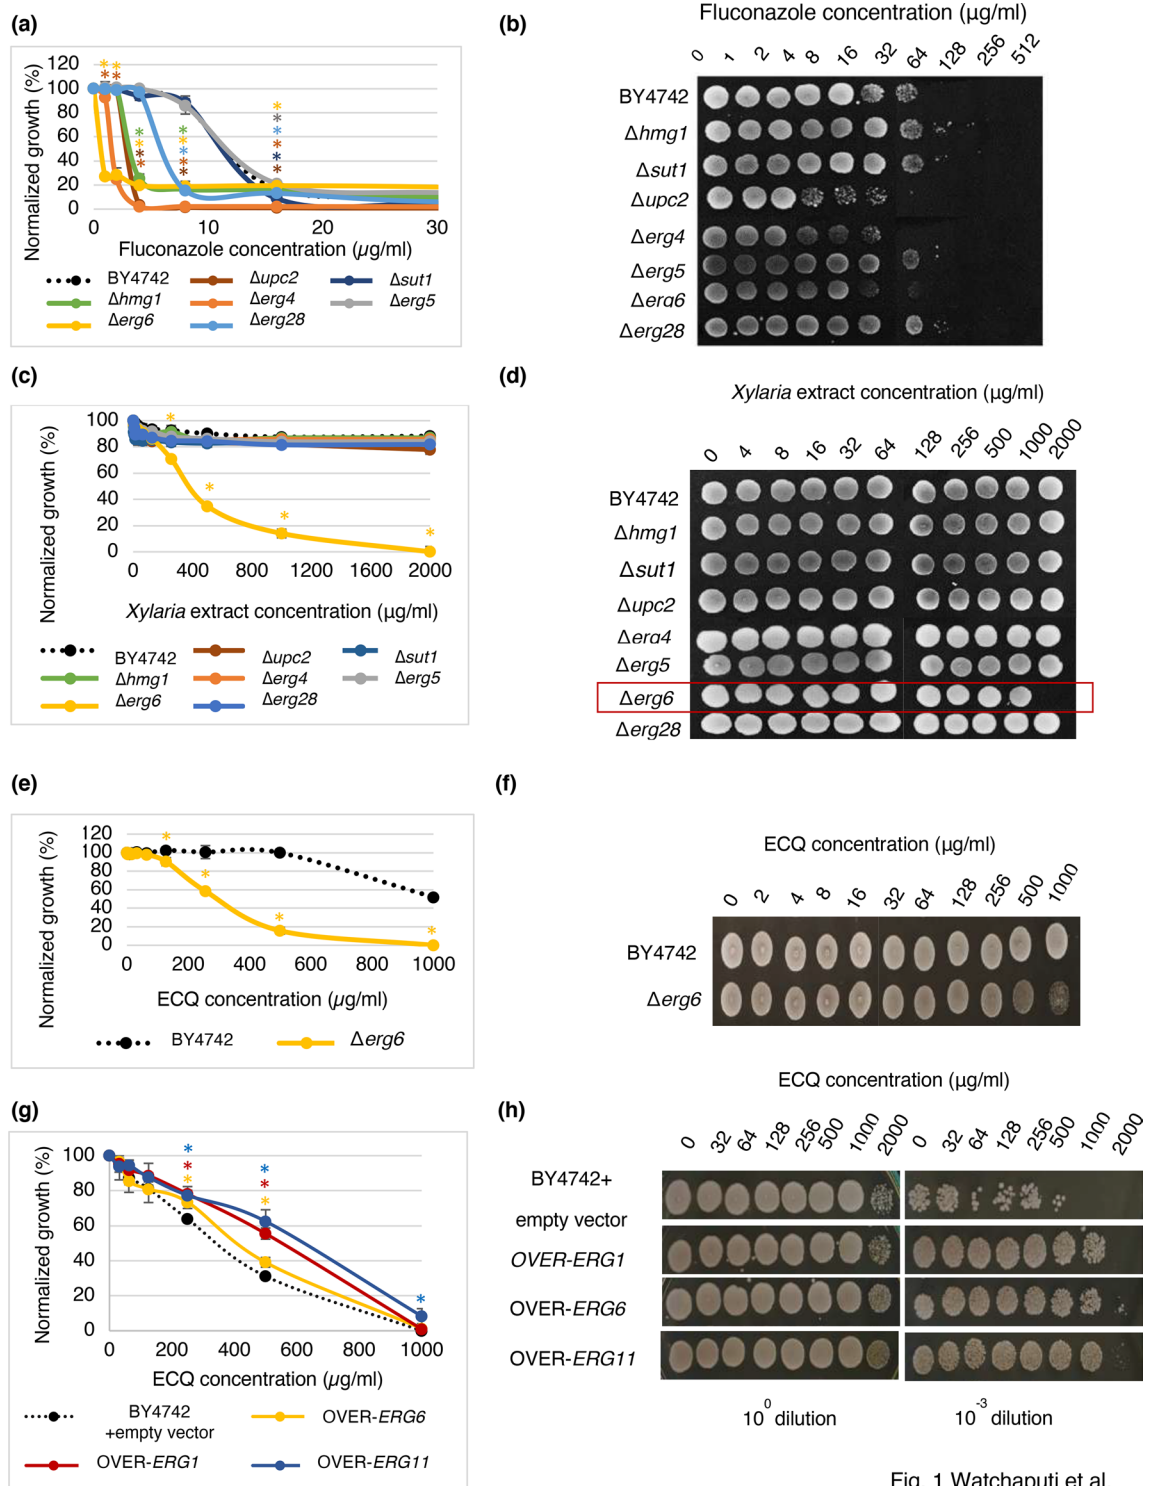 (a)
Normalized growth (%)
120
100
80
60
40
20
0
0 10 20 30
Fluconazole concentration (µg/ml)
BY4742 Δupc2 Δsut1
Δhmg1 Δerg4 Δerg5
Δerg6 Δerg28
(b)
Fluconazole concentration (µg/ml)
0 1 2 4 8 16 32 64 128 256 512
BY4742
Δhmg1
Δsut1
Δupc2
Δerg4
Δerg5
Δerg6
Δerg28
(c)
Normalized growth (%)
100
80
60
40
20
0
0 400 800 1200 1600 2000
Xylaria extract concentration (µg/ml)
BY4742 Δupc2 Δsut1
Δhmg1 Δerg4 Δerg5
Δerg6 Δerg28
(d)
Xylaria extract concentration (µg/ml)
0 4 8 16 32 64 128 256 500 1000 2000
BY4742
Δhmg1
Δsut1
Δupc2
Δerg4
Δerg5
Δerg6
Δerg28
(e)
Normalized growth (%)
120
100
80
60
40
20
0
0 200 400 600 800 1000
ECQ concentration (µg/ml)
BY4742 Δerg6
(f)
ECQ concentration (µg/ml)
0 2 4 8 16 32 64 128 256 500 1000
BY4742
Δerg6
(g)
Normalized growth (%)
100
80
60
40
20
0
0 200 400 600 800 1000
ECQ concentration (µg/ml)
BY4742
+empty vector
OVER-ERG6
OVER-ERG1 OVER-ERG11
(h)
ECQ concentration (µg/ml)
0 32 64 128 256 500 1000 2000 0 32 64 128 256 500 1000 2000
BY4742+
empty vector
OVER-ERG1
OVER-ERG6
OVER-ERG11
10^0 dilution 10^-3 dilution
Fig. 1 Watchaputi et al